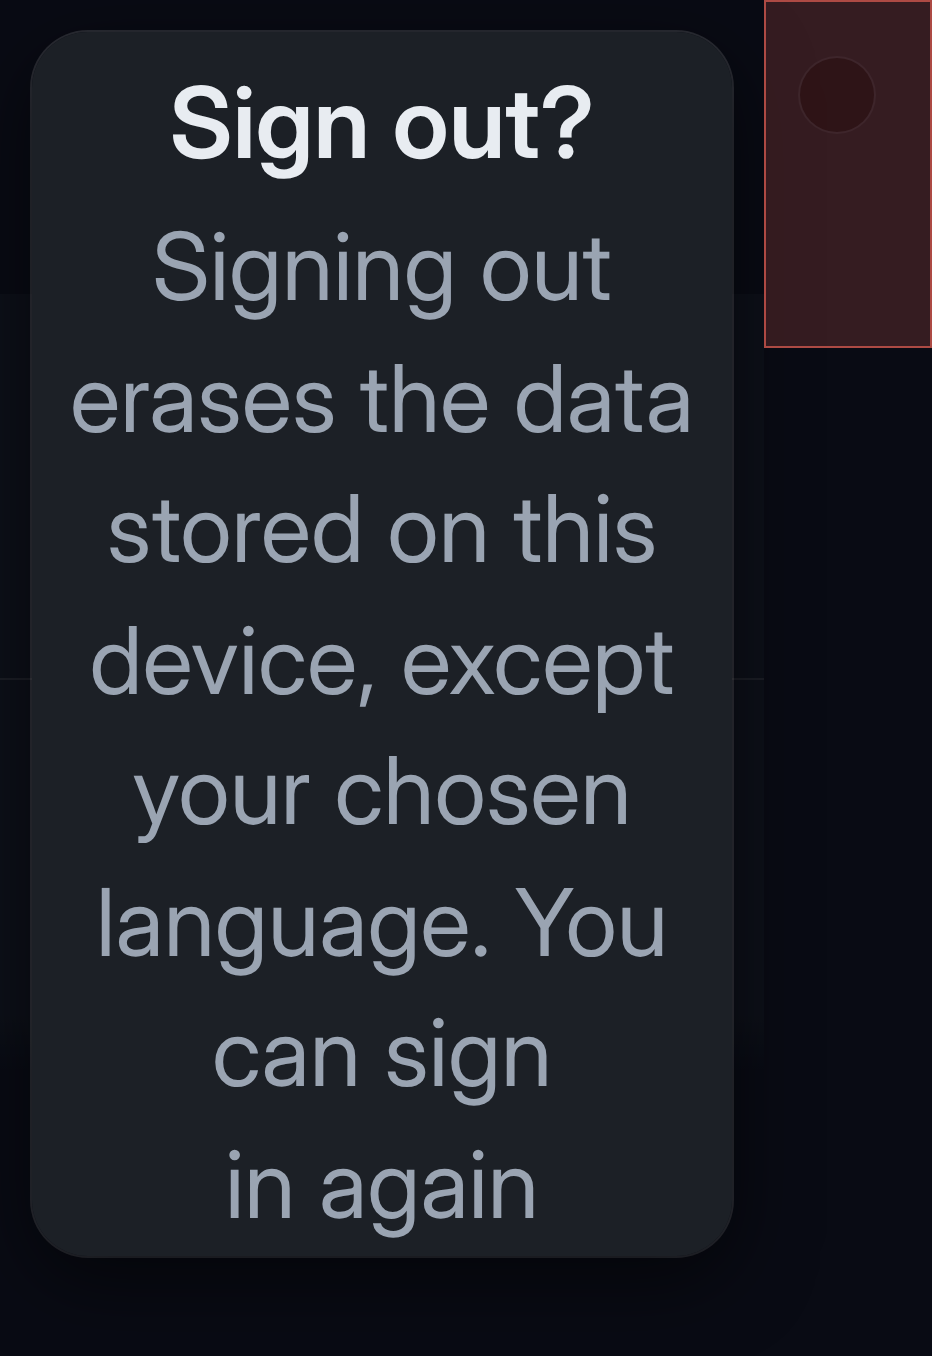 Sign out?
Signing out
erases the data
stored on this
device, except
your chosen
language. You
can sign
in again